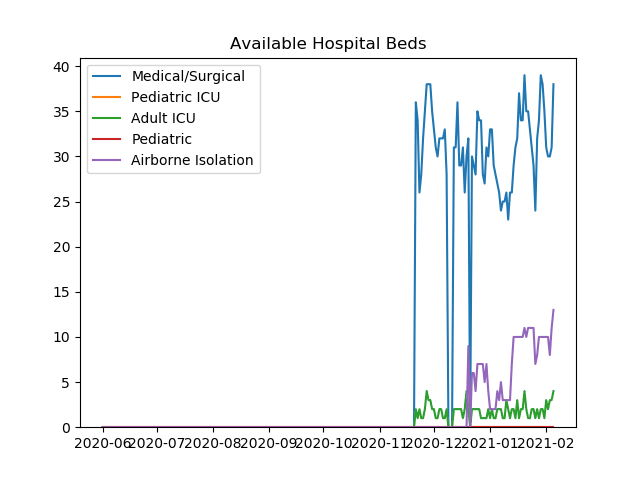 Available Hospital Beds
Medical/Surgical
Pediatric ICU
Adult ICU
Pediatric
Airborne Isolation
40
35
30
25
20
15
10
5
0
2020-06 2020-07 2020-08 2020-09 2020-10 2020-11 2020-12 2021-01 2021-02